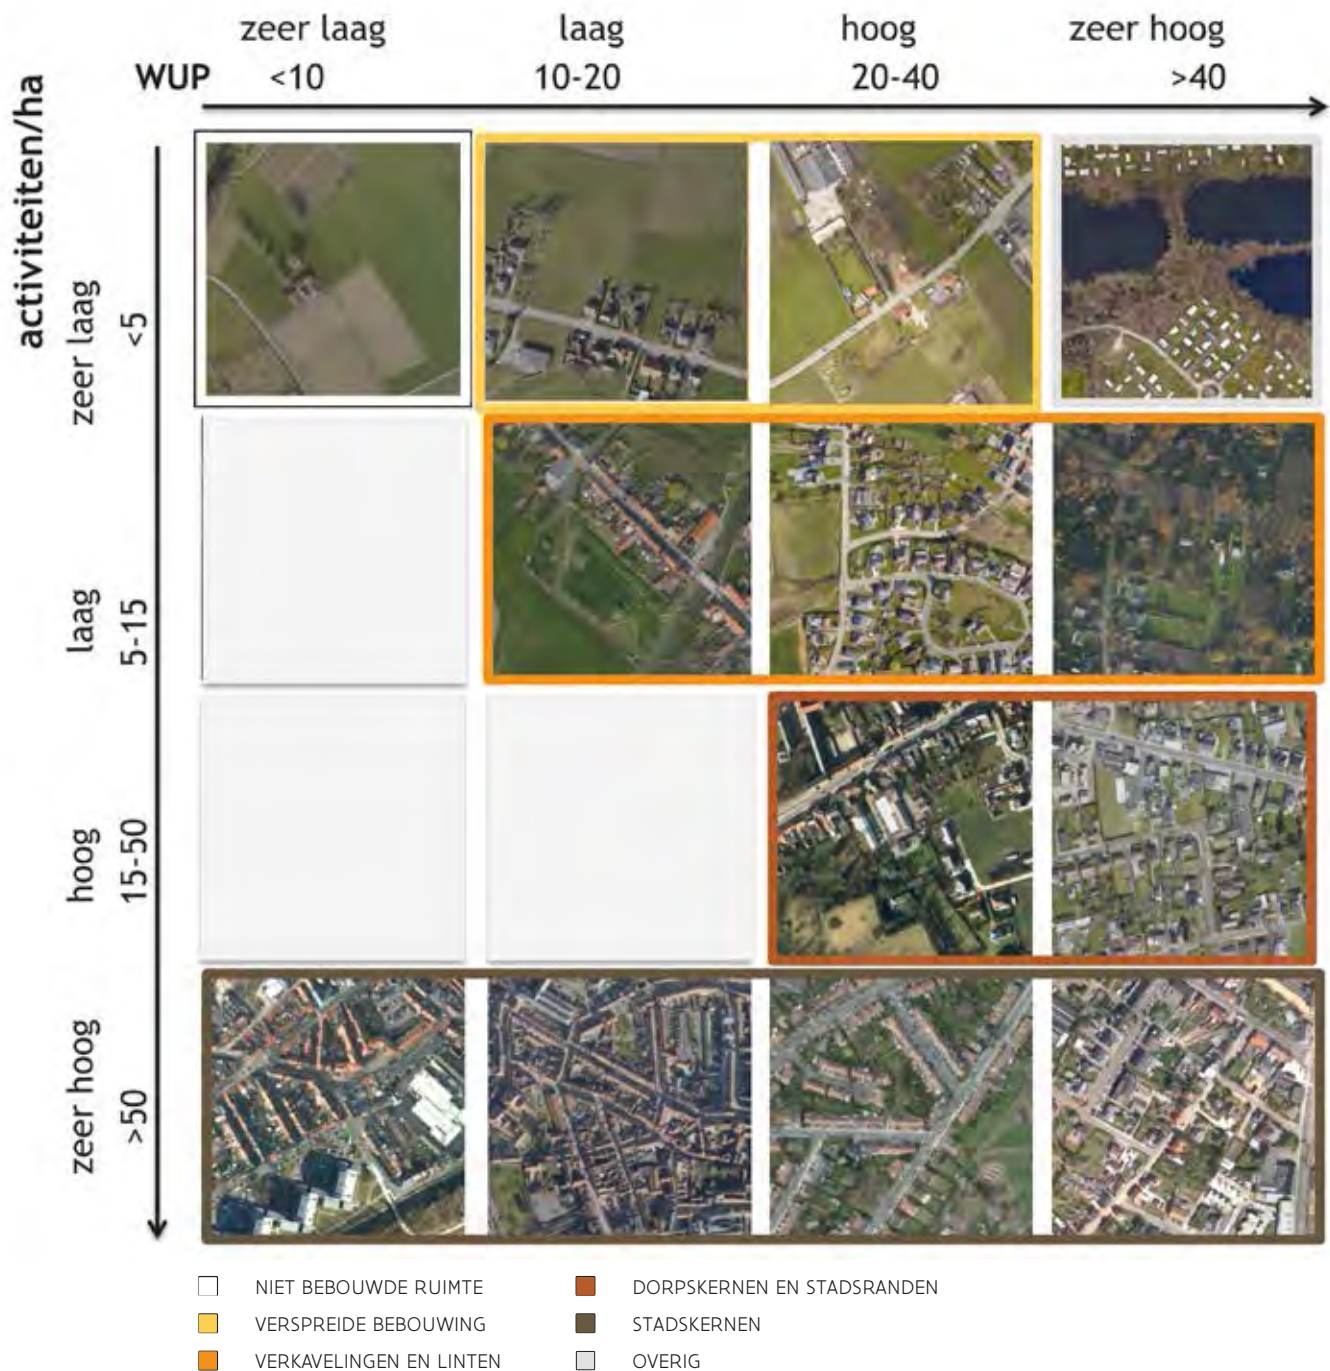 zeer laag laag hoog zeer hoog
WUP <10 10-20 20-40 >40
activiteiten/ha
zeer laag <5
laag 5-15
hoog 15-50
zeer hoog >50
NIET BEBOUWDE RUIMTE
VERSPREIDE BEBOUWING
VERKAVELINGEN EN LINTEN
DORPSKERNEN EN STADSRANDEN
STADSKERNEN
OVERIG